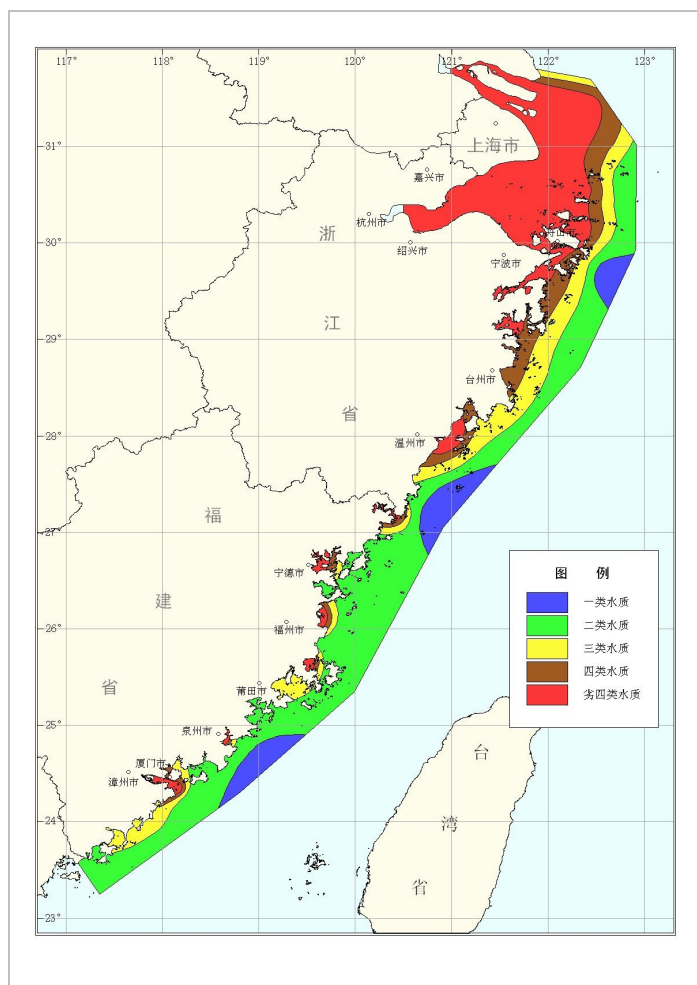 117°
118°
119°
120°
121°
122°
123°
31°
30°
29°
28°
27°
26°
25°
24°
23°
上海市
嘉兴市
杭州市
浙
绍兴市
舟山市
宁波市
江
台州市
省
温州市
福
宁德市
建
福州市
省
莆田市
泉州市
厦门市
漳州市
图 例
一类水质
二类水质
三类水质
四类水质
劣四类水质
台
湾
省